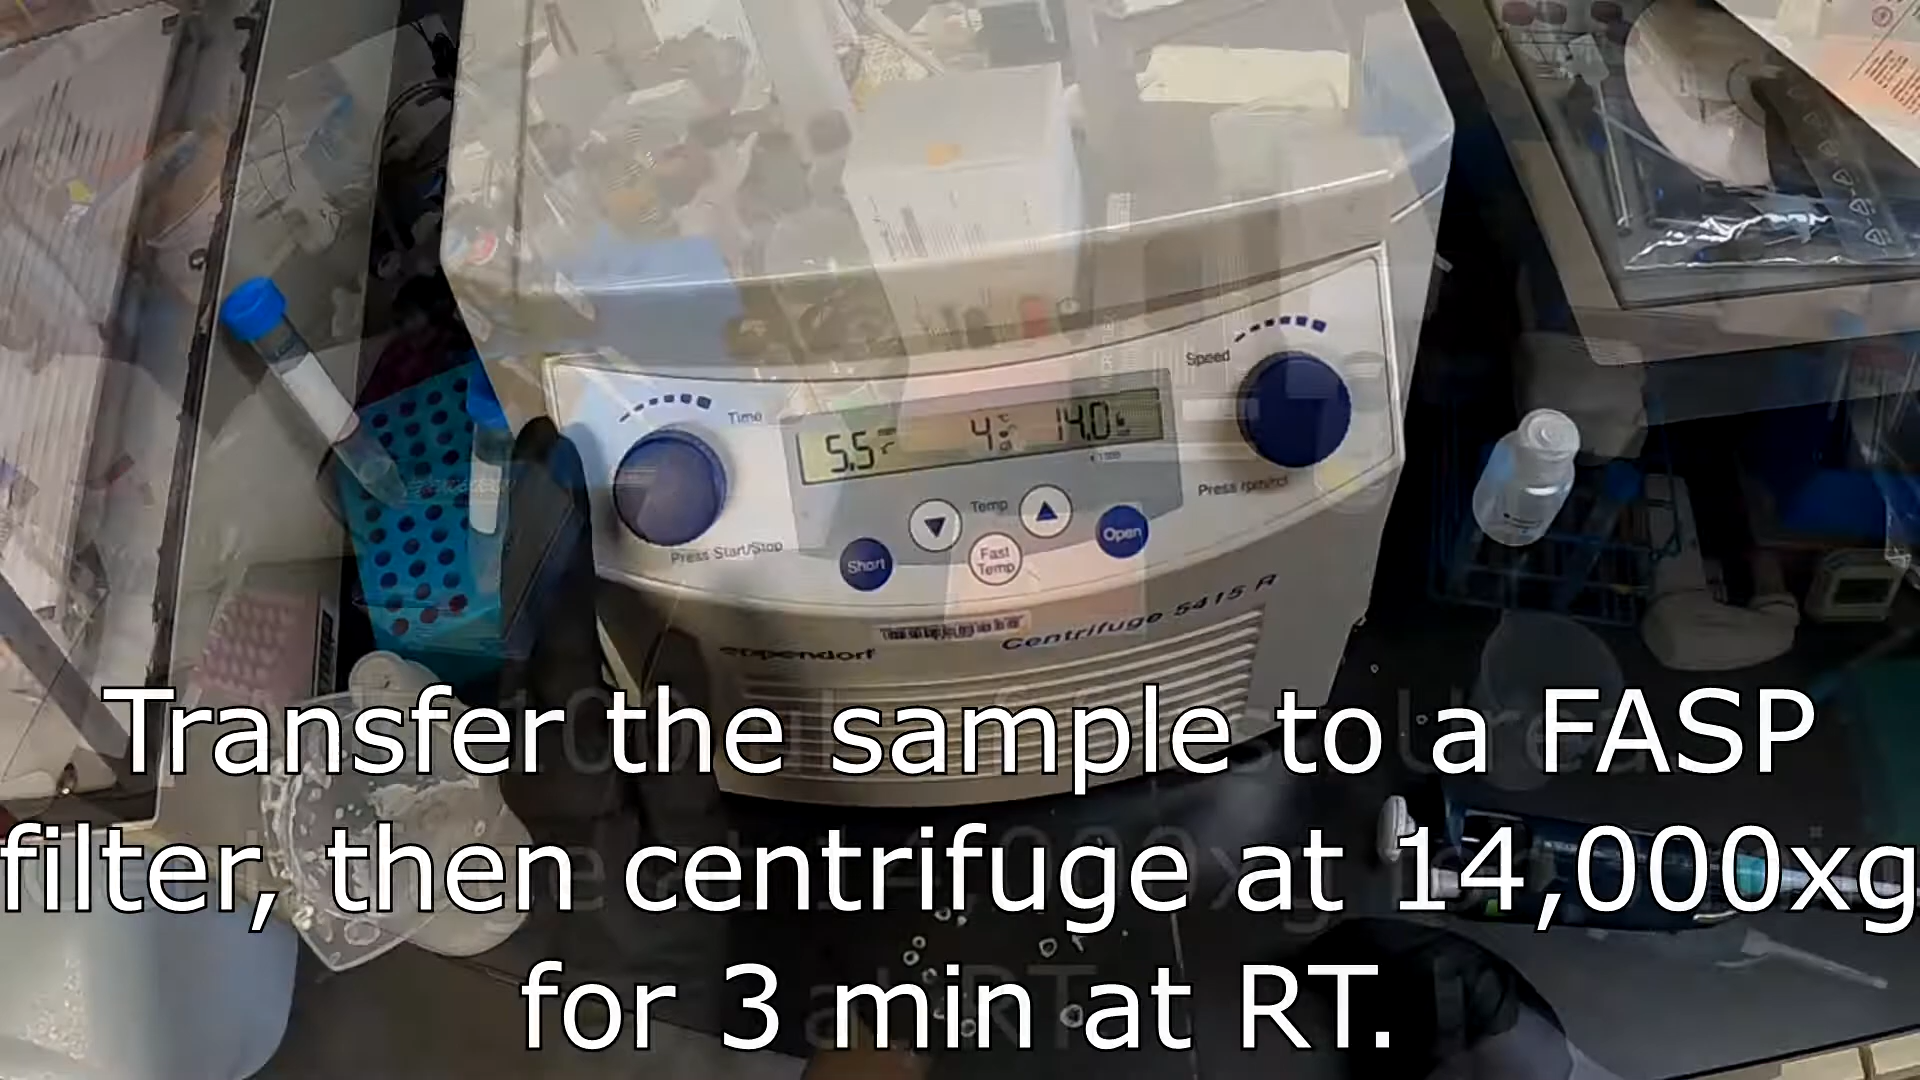 Time
Speed
5.5
4
14.0
Press rpm/rcf
Temp
Press Start/Stop
Short
Fast
Temp
Open
eppendorf
Centrifuge 5415 R
Transfer the sample to a FASP
filter, then centrifuge at 14,000xg
for 3 min at RT.